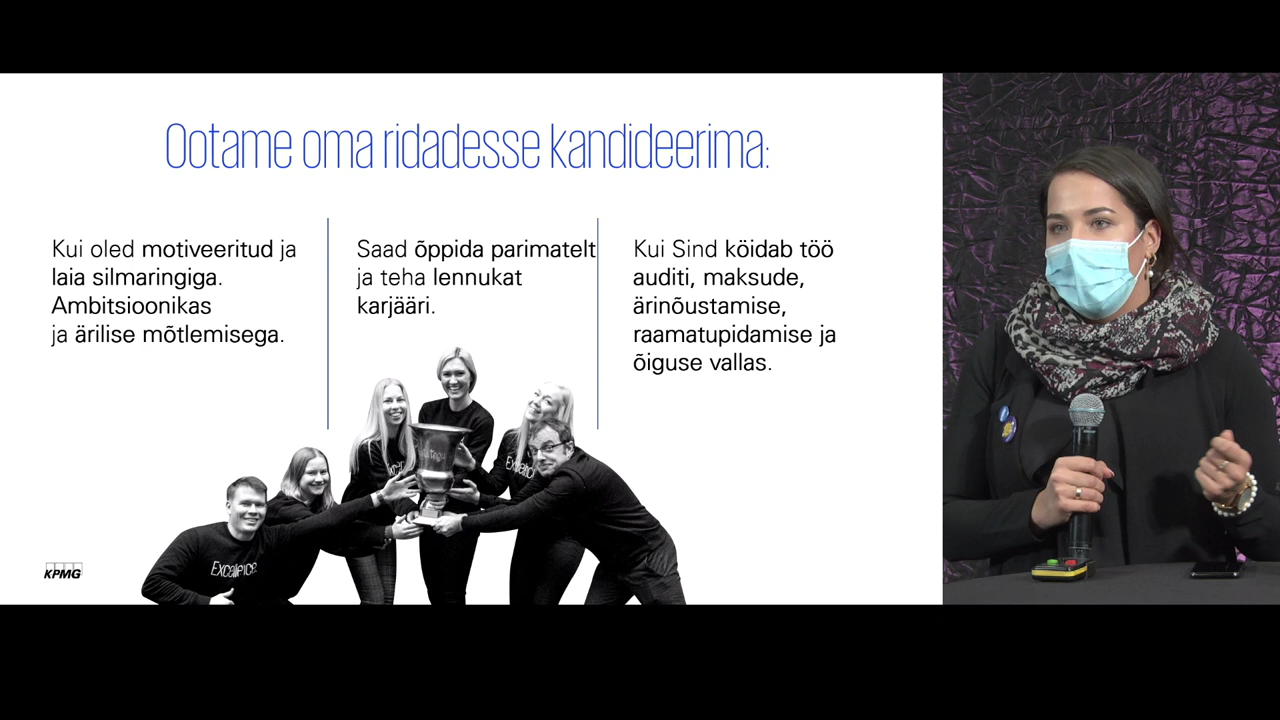 Ootame oma ridadesse kandideerima:
Kui oled motiveeritud ja
laia silmaringiga.
Ambitsioonikas
ja ärilise mõtlemisega.
Saad õppida parimatelt
ja teha lennukat
karjääri.
Kui Sind köidab töö
auditi, maksude,
ärinõustamise,
raamatupidamise ja
õiguse vallas.
Excellence
KPMG